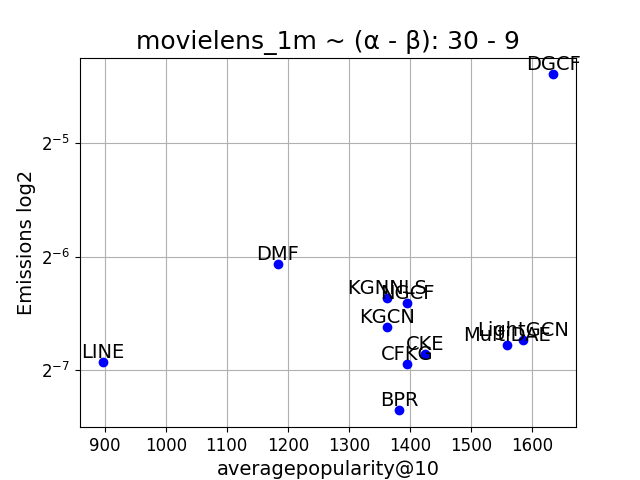 movielens_1m ~ (α - β): 30 - 9
DGCF
2⁻⁵
Emissions log2
DMF
2⁻⁶
KGNNLS
NGCF
KGCN
LightGCN
MultiDAE
CKE
LINE
CFKG
2⁻⁷
BPR
900 1000 1100 1200 1300 1400 1500 1600
averagepopularity@10